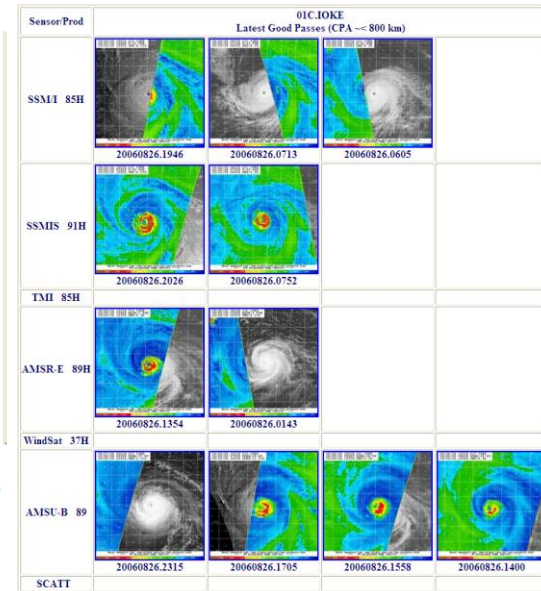 Sensor/Prod
01C.IOKE
Latest Good Passes (CPA ~< 800 km)
SSM/I 85H
20060826.1946
20060826.0713
20060826.0605
SSMIS 91H
20060826.2026
20060826.0752
TMI 85H
AMSR-E 89H
20060826.1354
20060826.0143
WindSat 37H
AMSU-B 89
20060826.2315
20060826.1705
20060826.1558
20060826.1400
SCATT